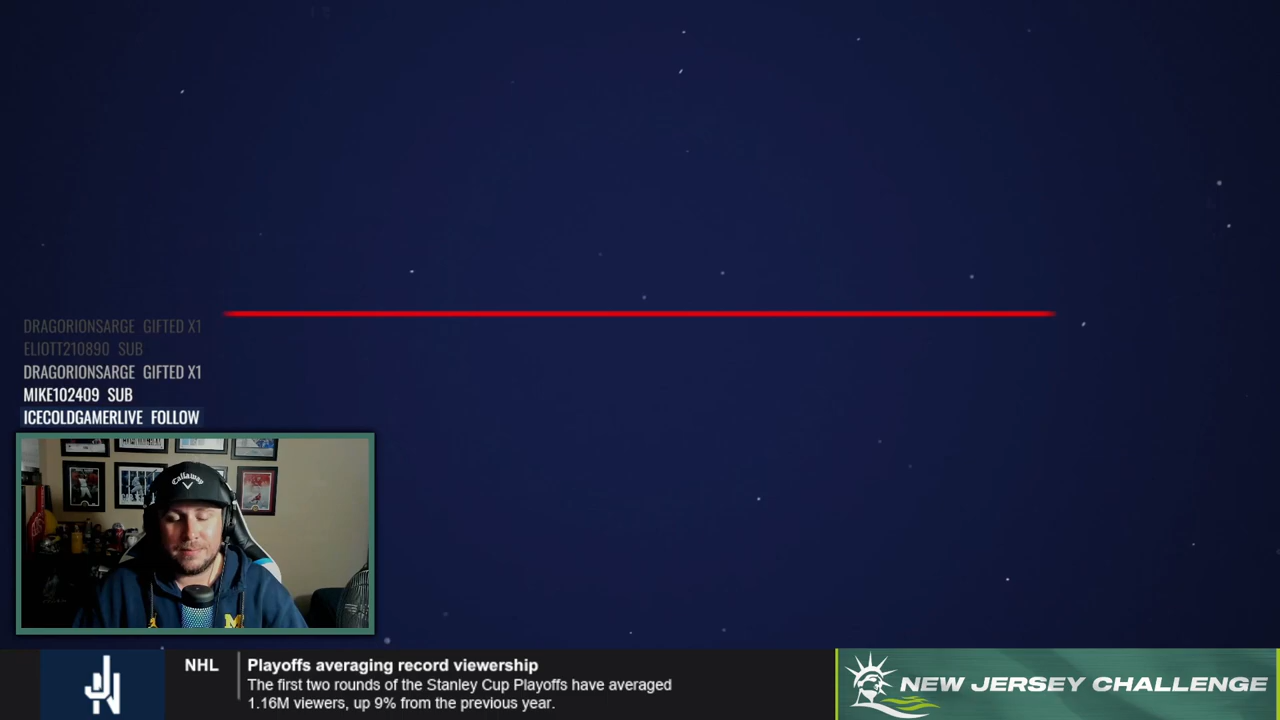 DRAGORIONSARGE GIFTED X1
ELIOTT210890 SUB
DRAGORIONSARGE GIFTED X1
MIKE102409 SUB
ICECOLDGAMERLIVE FOLLOW
Callaway
M
NHL
Playoffs averaging record viewership
The first two rounds of the Stanley Cup Playoffs have averaged
1.16M viewers, up 9% from the previous year.
NEW JERSEY CHALLENGE